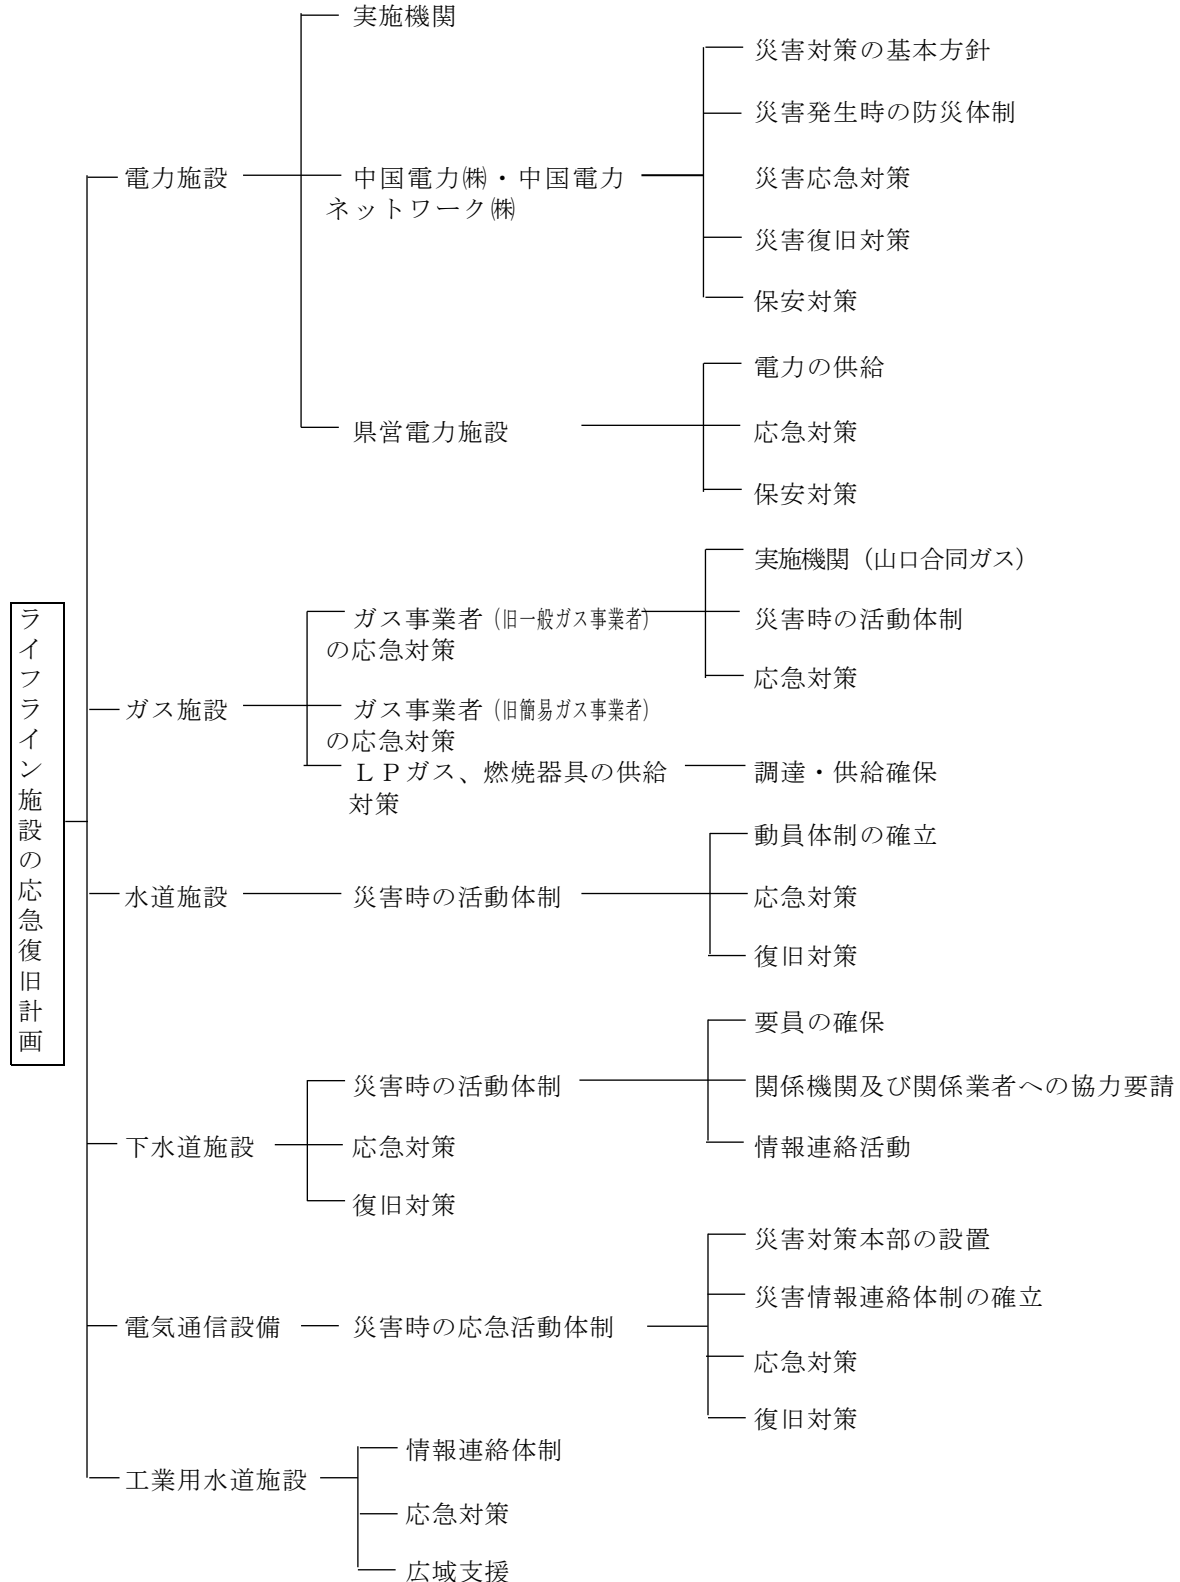 ライフライン施設の応急復旧計画
電力施設
実施機関
中国電力㈱・中国電力
ネットワーク㈱
災害対策の基本方針
災害発生時の防災体制
災害応急対策
災害復旧対策
保安対策
県営電力施設
電力の供給
応急対策
保安対策
ガス施設
ガス事業者(旧一般ガス事業者)
の応急対策
実施機関(山口合同ガス)
災害時の活動体制
応急対策
ガス事業者(旧簡易ガス事業者)
の応急対策
ＬＰガス、燃焼器具の供給
対策
調達・供給確保
水道施設
災害時の活動体制
動員体制の確立
応急対策
復旧対策
下水道施設
災害時の活動体制
要員の確保
関係機関及び関係業者への協力要請
情報連絡活動
応急対策
復旧対策
電気通信設備
災害時の応急活動体制
災害対策本部の設置
災害情報連絡体制の確立
応急対策
復旧対策
工業用水道施設
情報連絡体制
応急対策
広域支援